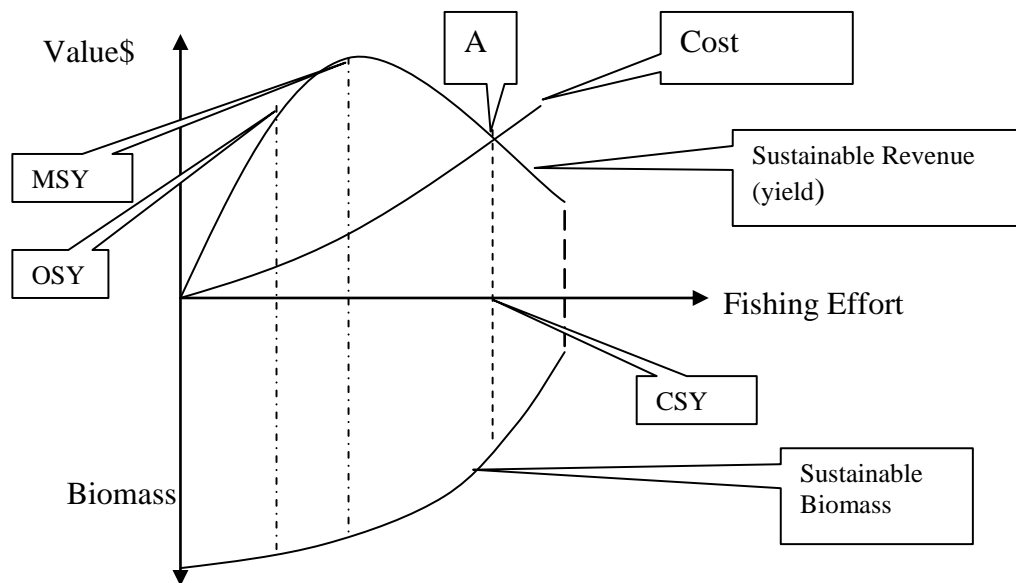 Value$
A
Cost
MSY
Sustainable Revenue
(yield)
OSY
Fishing Effort
CSY
Biomass
Sustainable
Biomass